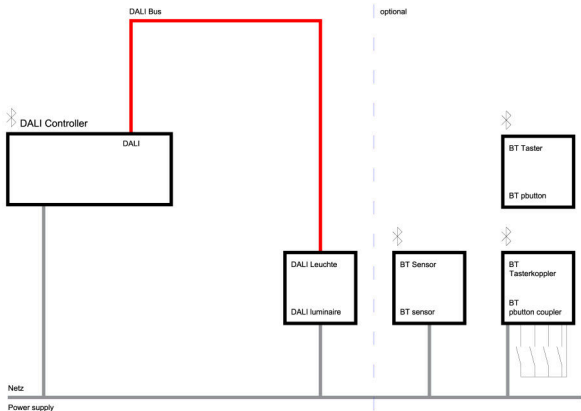 DALI Bus
optional
DALI Controller
DALI
BT Taster
BT pbutton
DALI Leuchte
DALI luminaire
BT Sensor
BT sensor
BT
Tasterkoppler
BT
pbutton coupler
Netz
Power supply